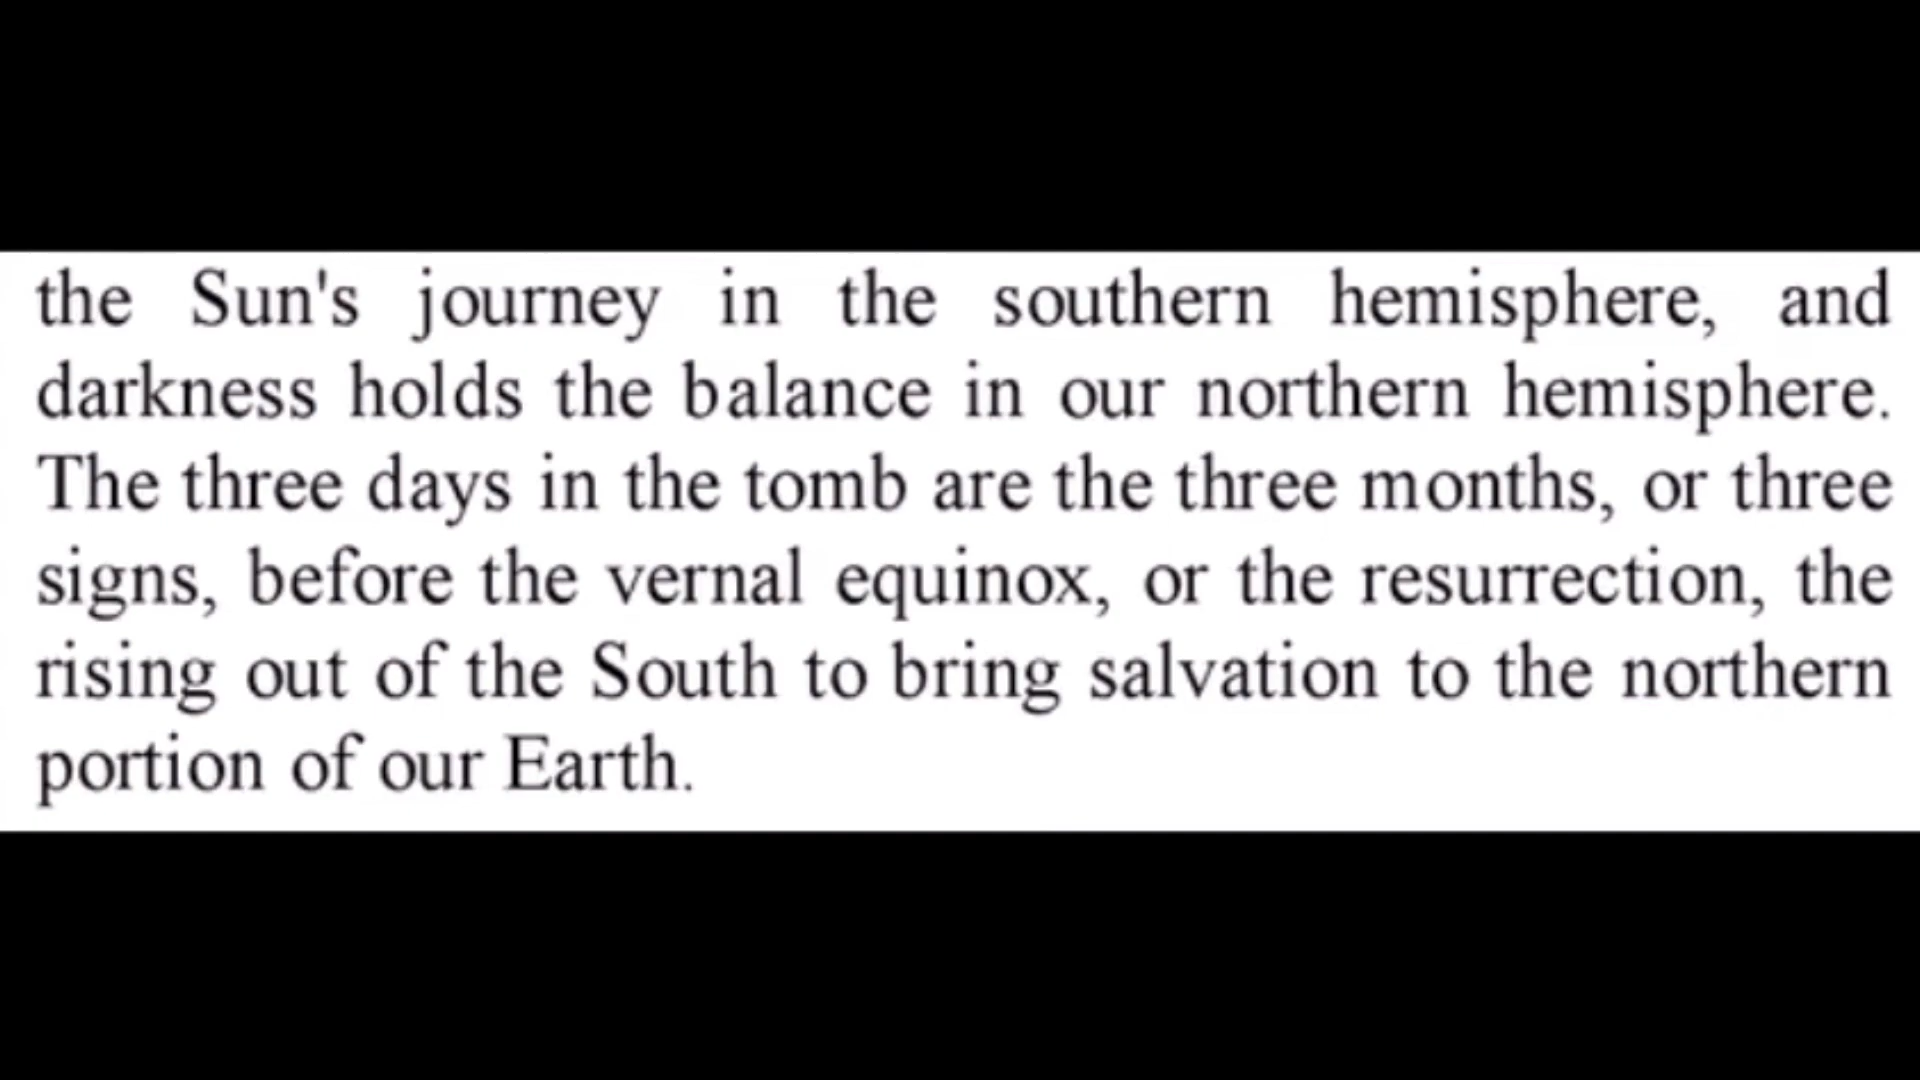 the Sun's journey in the southern hemisphere, and
darkness holds the balance in our northern hemisphere.
The three days in the tomb are the three months, or three
signs, before the vernal equinox, or the resurrection, the
rising out of the South to bring salvation to the northern
portion of our Earth.